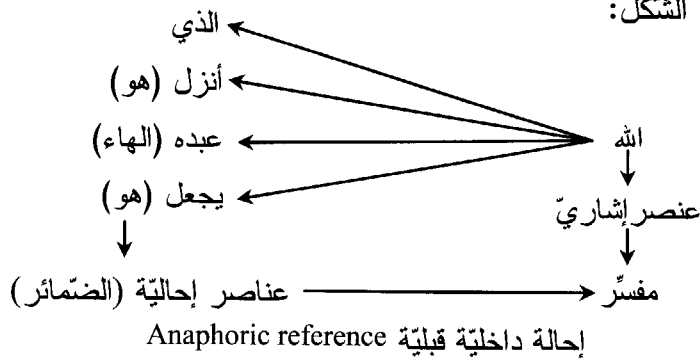 الشكل:
الذي
أنزل (هو)
الله عبده (الهاء)
يجعل (هو)
عنصر إشاريّ
مفسِّر عناصر إحاليّة (الضّمائر)
إحالة داخليّة قبليّة Anaphoric reference